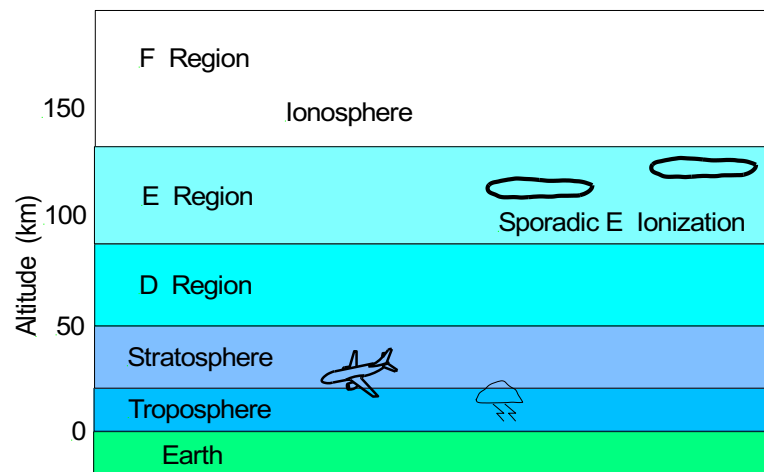 F Region
150
Ionosphere
E Region
100
Sporadic E Ionization
D Region
Altitude (km)
50
Stratosphere
Troposphere
0
Earth